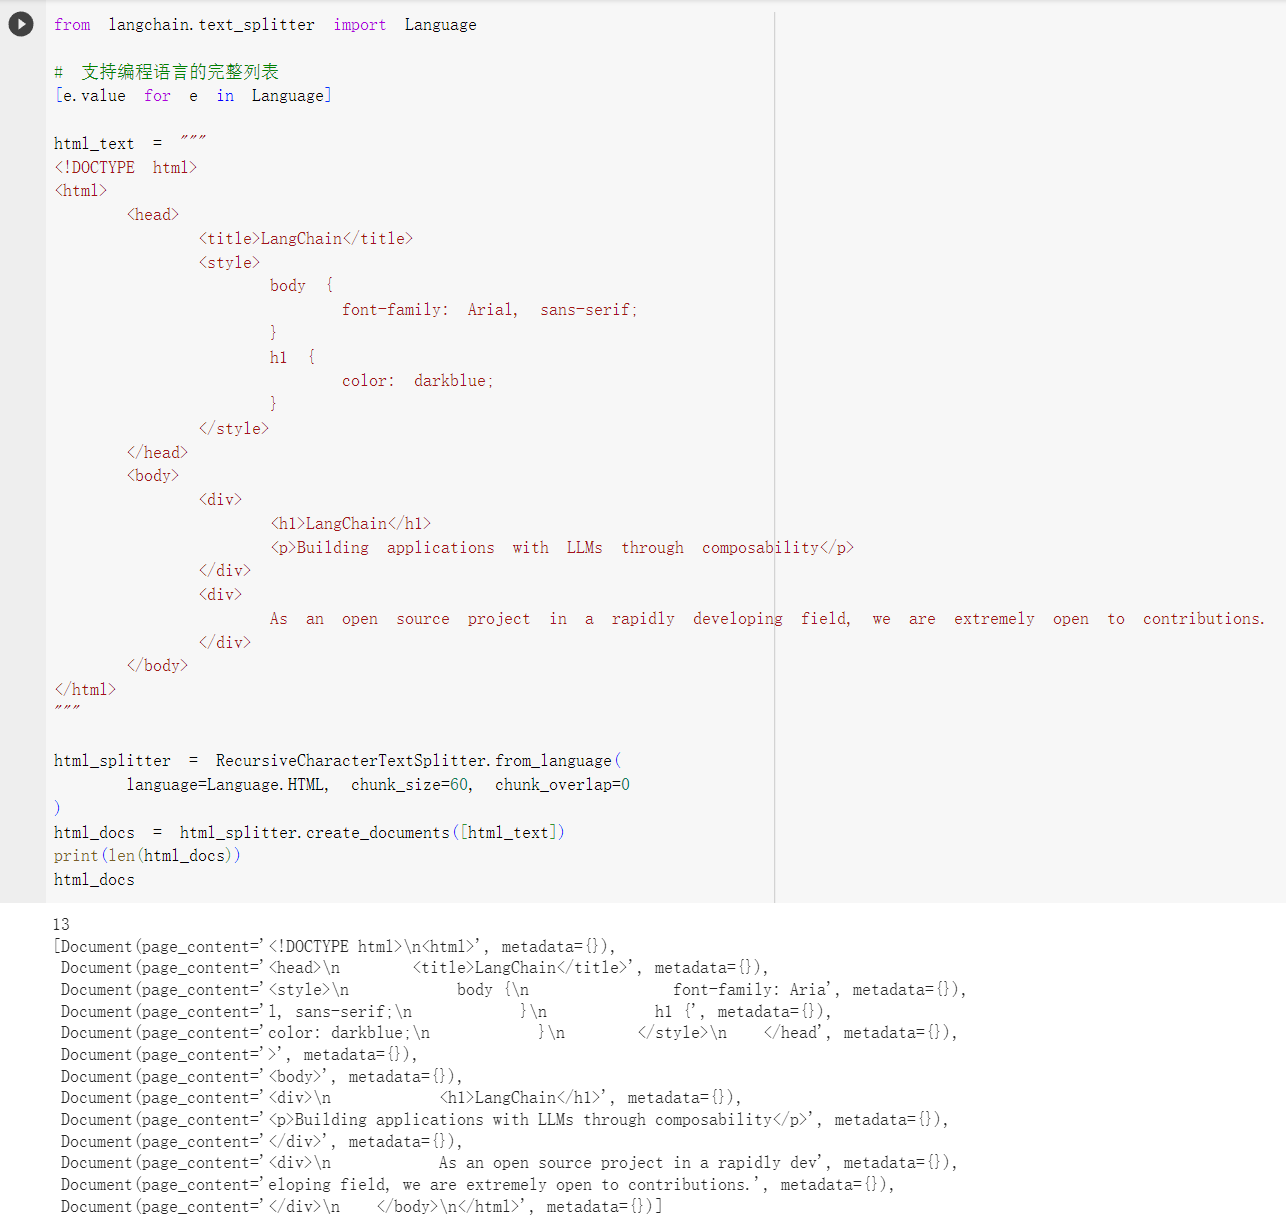 from langchain.text_splitter import Language
# 支持编程语言的完整列表
[e.value for e in Language]
html_text = """
<!DOCTYPE html>
<html>
<head>
<title>LangChain</title>
<style>
body {
font-family: Arial, sans-serif;
}
h1 {
color: darkblue;
}
</style>
</head>
<body>
<div>
<h1>LangChain</h1>
<p>Building applications with LLMs through composability</p>
</div>
<div>
As an open source project in a rapidly developing field, we are extremely open to contributions.
</div>
</body>
</html>
"""
html_splitter = RecursiveCharacterTextSplitter.from_language(
language=Language.HTML, chunk_size=60, chunk_overlap=0
)
html_docs = html_splitter.create_documents([html_text])
print(len(html_docs))
html_docs
13
[Document(page_content='<!DOCTYPE html>\n<html>', metadata={}),
Document(page_content='<head>\n        <title>LangChain</title>', metadata={}),
Document(page_content='<style>\n            body {\n                font-family: Aria', metadata={}),
Document(page_content='l, sans-serif;\n            }\n            h1 {', metadata={}),
Document(page_content='color: darkblue;\n            }\n        </style>\n    </head', metadata={}),
Document(page_content='>', metadata={}),
Document(page_content='<body>', metadata={}),
Document(page_content='<div>\n            <h1>LangChain</h1>', metadata={}),
Document(page_content='<p>Building applications with LLMs through composability</p>', metadata={}),
Document(page_content='</div>', metadata={}),
Document(page_content='<div>\n            As an open source project in a rapidly dev', metadata={}),
Document(page_content='eloping field, we are extremely open to contributions.', metadata={}),
Document(page_content='</div>\n    </body>\n</html>', metadata={})]